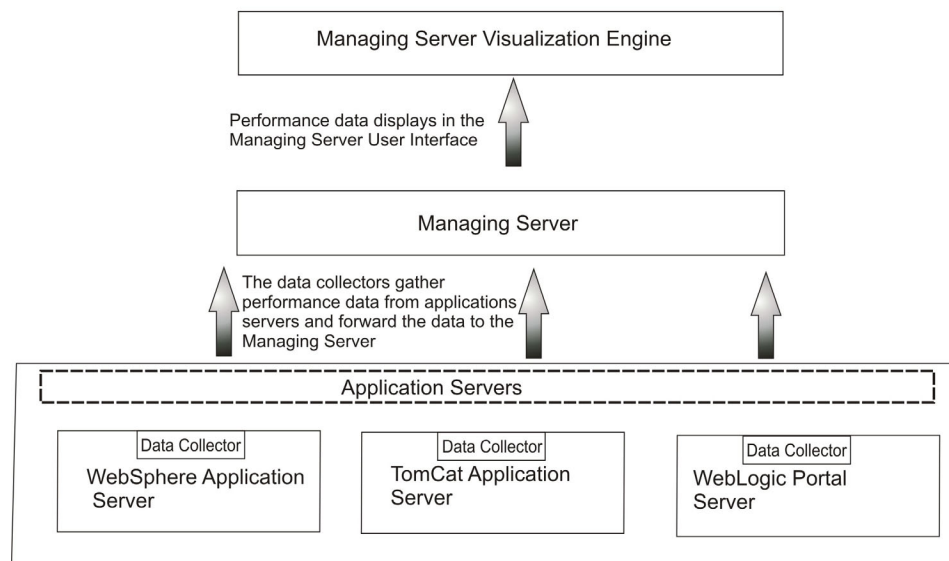 Managing Server Visualization Engine
Performance data displays in the
Managing Server User Interface
Managing Server
The data collectors gather
performance data from applications
servers and forward the data to the
Managing Server
Application Servers
Data Collector
WebSphere Application
Server
Data Collector
TomCat Application
Server
Data Collector
WebLogic Portal
Server